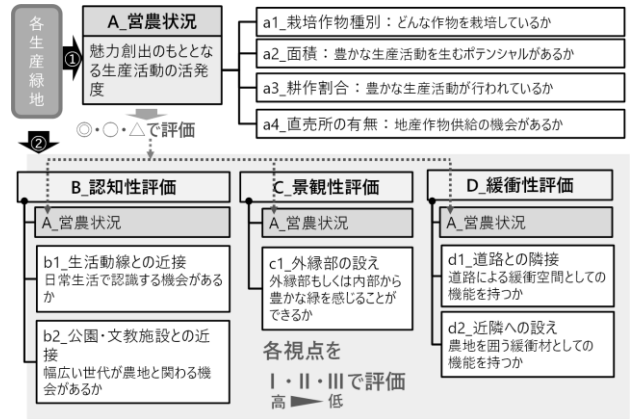 各生産緑地
①
A_営農状況
魅力創出のもととな
る生産活動の活発
度
a1_栽培作物種別：どんな作物を栽培しているか
a2_面積：豊かな生産活動を生むポテンシャルがあるか
a3_耕作割合：豊かな生産活動が行われているか
a4_直売所の有無：地産作物供給の機会があるか
◎・○・△で評価
②
B_認知性評価
A_営農状況
b1_生活動線との近接
日常生活で認識する機会がある
か
b2_公園・文教施設との近
接
幅広い世代が農地と関わる機
会があるか
C_景観性評価
A_営農状況
c1_外縁部の設え
外縁部もしくは内部から
豊かな緑を感じることが
できるか
D_緩衝性評価
A_営農状況
d1_道路との隣接
道路による緩衝空間としての
機能を持つか
d2_近隣への設え
農地を囲う緩衝材としての
機能を持つか
各視点を
Ⅰ・Ⅱ・Ⅲで評価
高 低